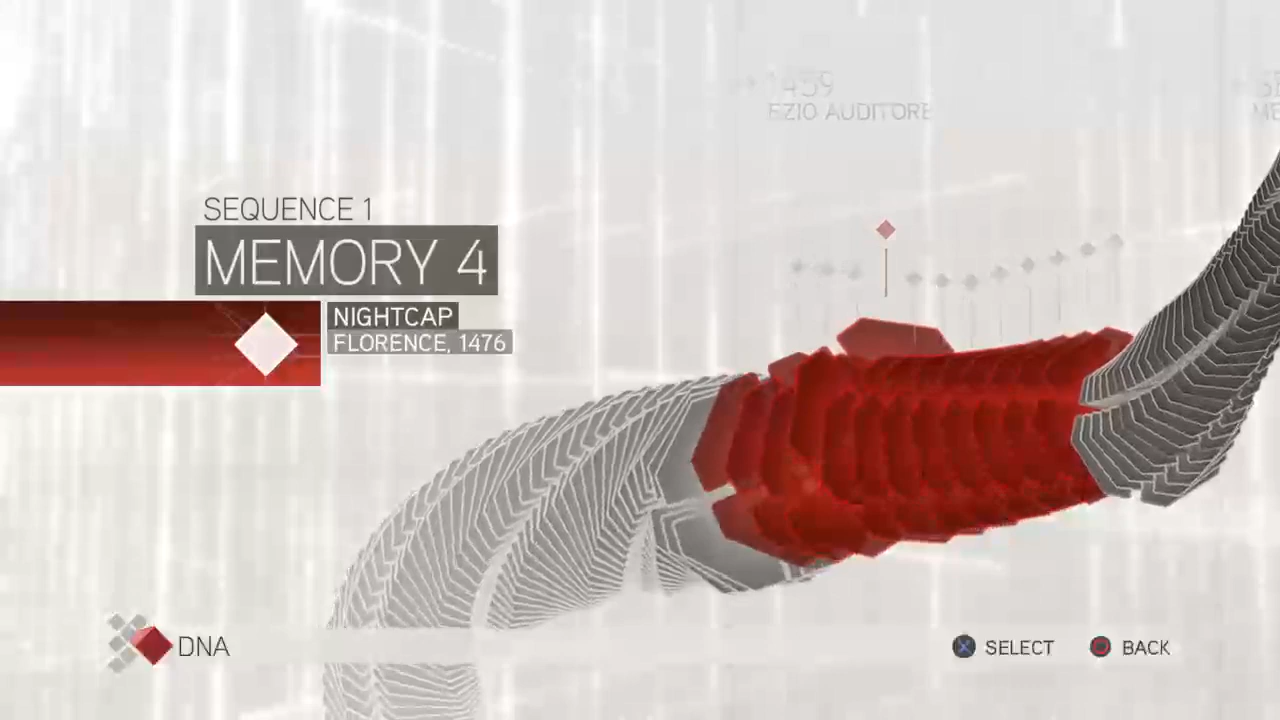 1459
EZIO AUDITORE
SEQUENCE 1
MEMORY 4
NIGHTCAP
FLORENCE, 1476
DNA
SELECT
BACK